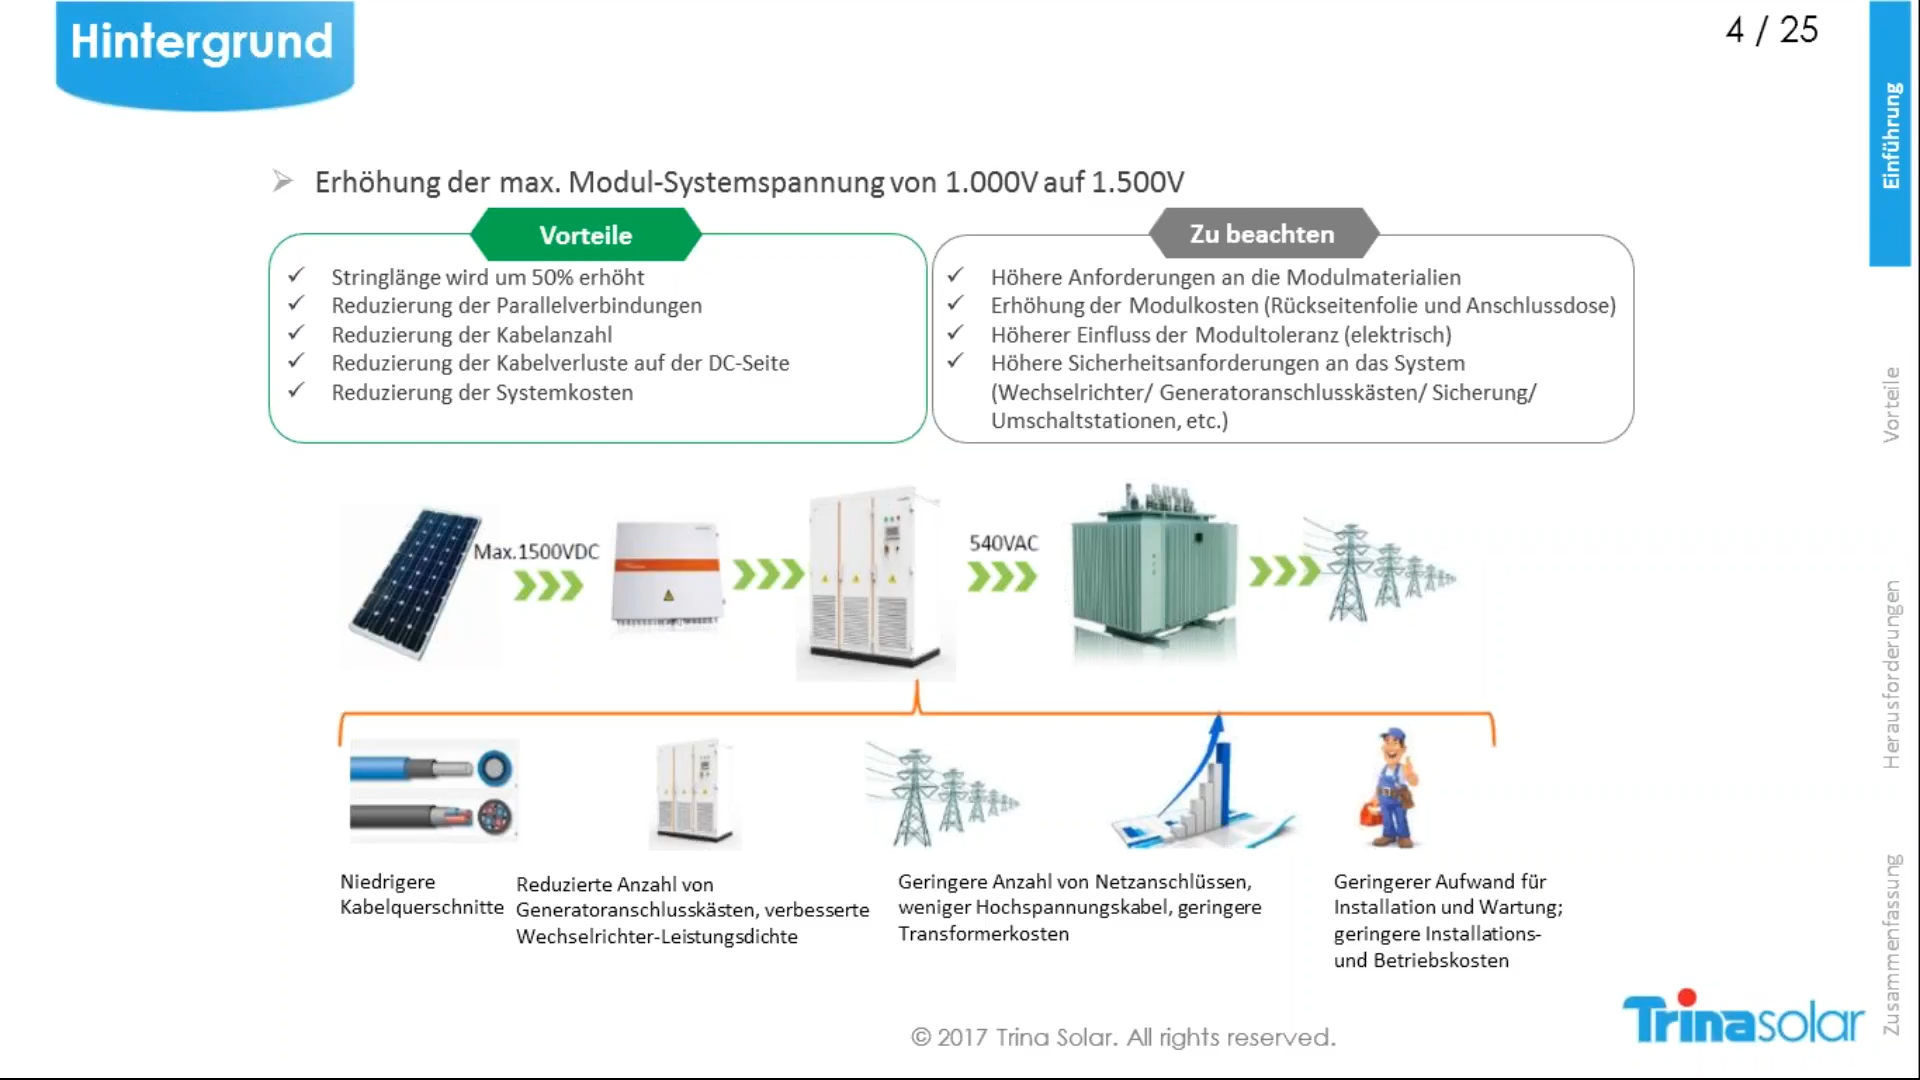 Hintergrund
4 / 25
Erhöhung der max. Modul-Systemspannung von 1.000V auf 1.500V
Vorteile
Stringlänge wird um 50% erhöht
Reduzierung der Parallelverbindungen
Reduzierung der Kabelanzahl
Reduzierung der Kabelverluste auf der DC-Seite
Reduzierung der Systemkosten
Zu beachten
Höhere Anforderungen an die Modulmaterialien
Erhöhung der Modulkosten (Rückseitenfolie und Anschlussdose)
Höherer Einfluss der Modultoleranz (elektrisch)
Höhere Sicherheitsanforderungen an das System
(Wechselrichter/ Generatoranschlusskästen/ Sicherung/
Umschaltstationen, etc.)
Max.1500VDC
540VAC
Niedrigere
Kabelquerschnitte
Reduzierte Anzahl von
Generatoranschlusskästen, verbesserte
Wechselrichter-Leistungsdichte
Geringere Anzahl von Netzanschlüssen,
weniger Hochspannungskabel, geringere
Transformerkosten
Geringerer Aufwand für
Installation und Wartung;
geringere Installations-
und Betriebskosten
Einführung
Vorteile
Herausforderungen
Zusammenfassung
© 2017 Trina Solar. All rights reserved.
Trinasolar